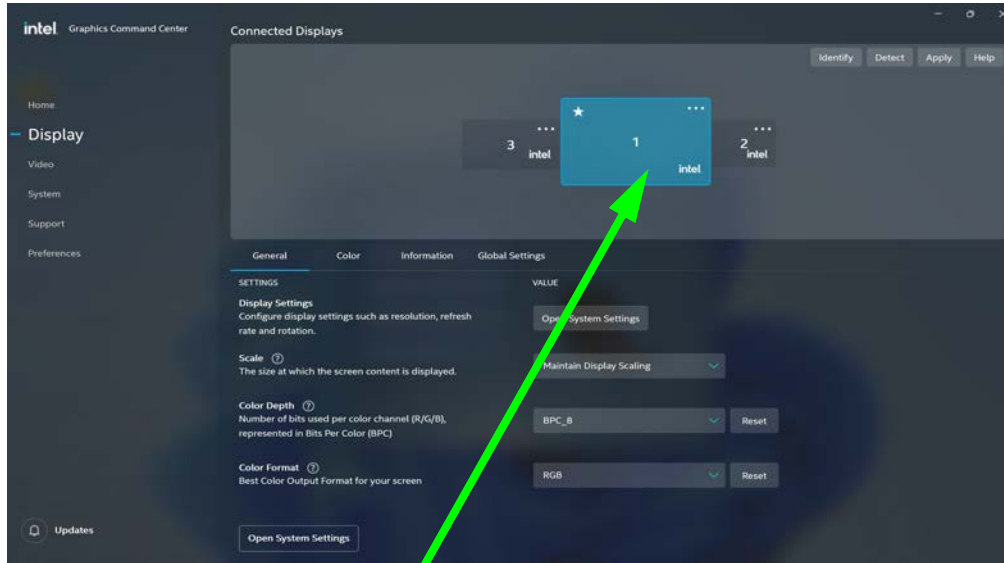 intel Graphics Command Center
Connected Displays
Identify Detect Apply Help
Home
Display
Video
System
Support
Preferences
3 intel
1 intel
2 intel
General Color Information Global Settings
SETTINGS VALUE
Display Settings
Configure display settings such as resolution, refresh
rate and rotation.
Open System Settings
Scale ?
The size at which the screen content is displayed.
Maintain Display Scaling
Color Depth ?
Number of bits used per color channel (R/G/B),
represented in Bits Per Color (BPC)
BPC_8 Reset
Color Format ?
Best Color Output Format for your screen
RGB Reset
Updates
Open System Settings